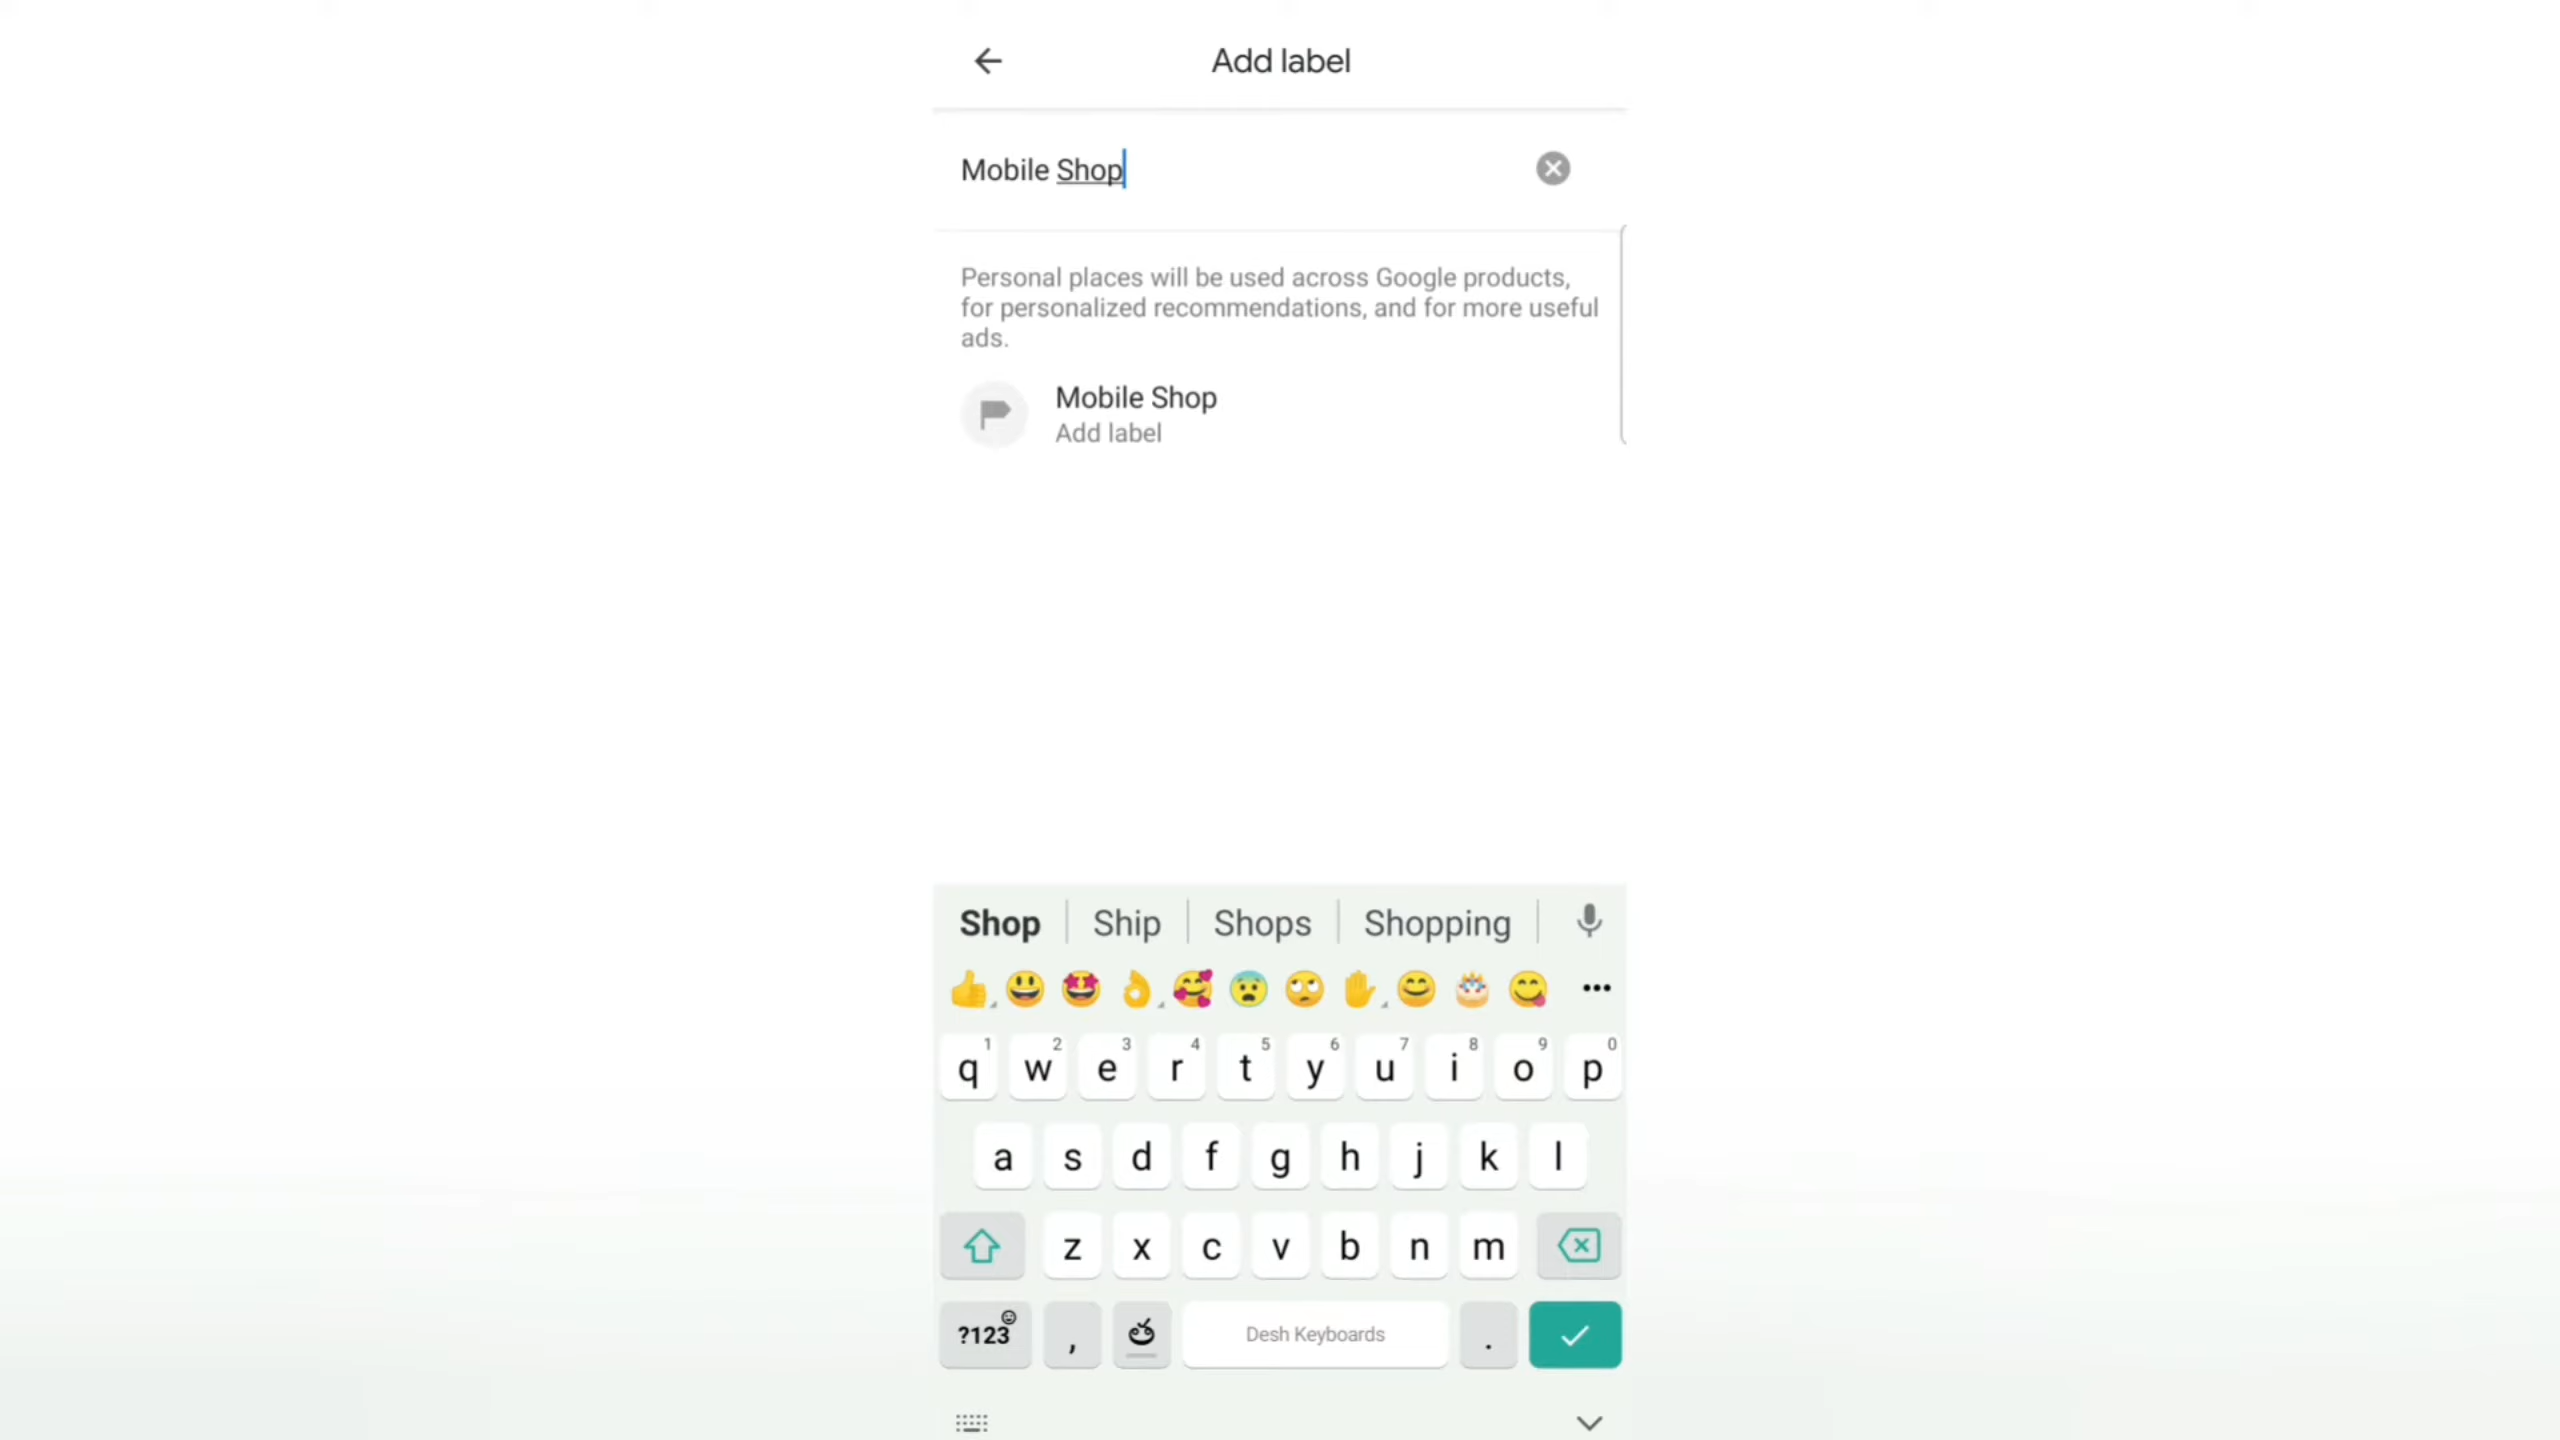 Add label
Mobile Shop
Personal places will be used across Google products,
for personalized recommendations, and for more useful
ads.
Mobile Shop
Add label
Shop Ship Shops Shopping
1 2 3 4 5 6 7 8 9 0
q w e r t y u i o p
a s d f g h j k l
z x c v b n m
?123 , Desh Keyboards .